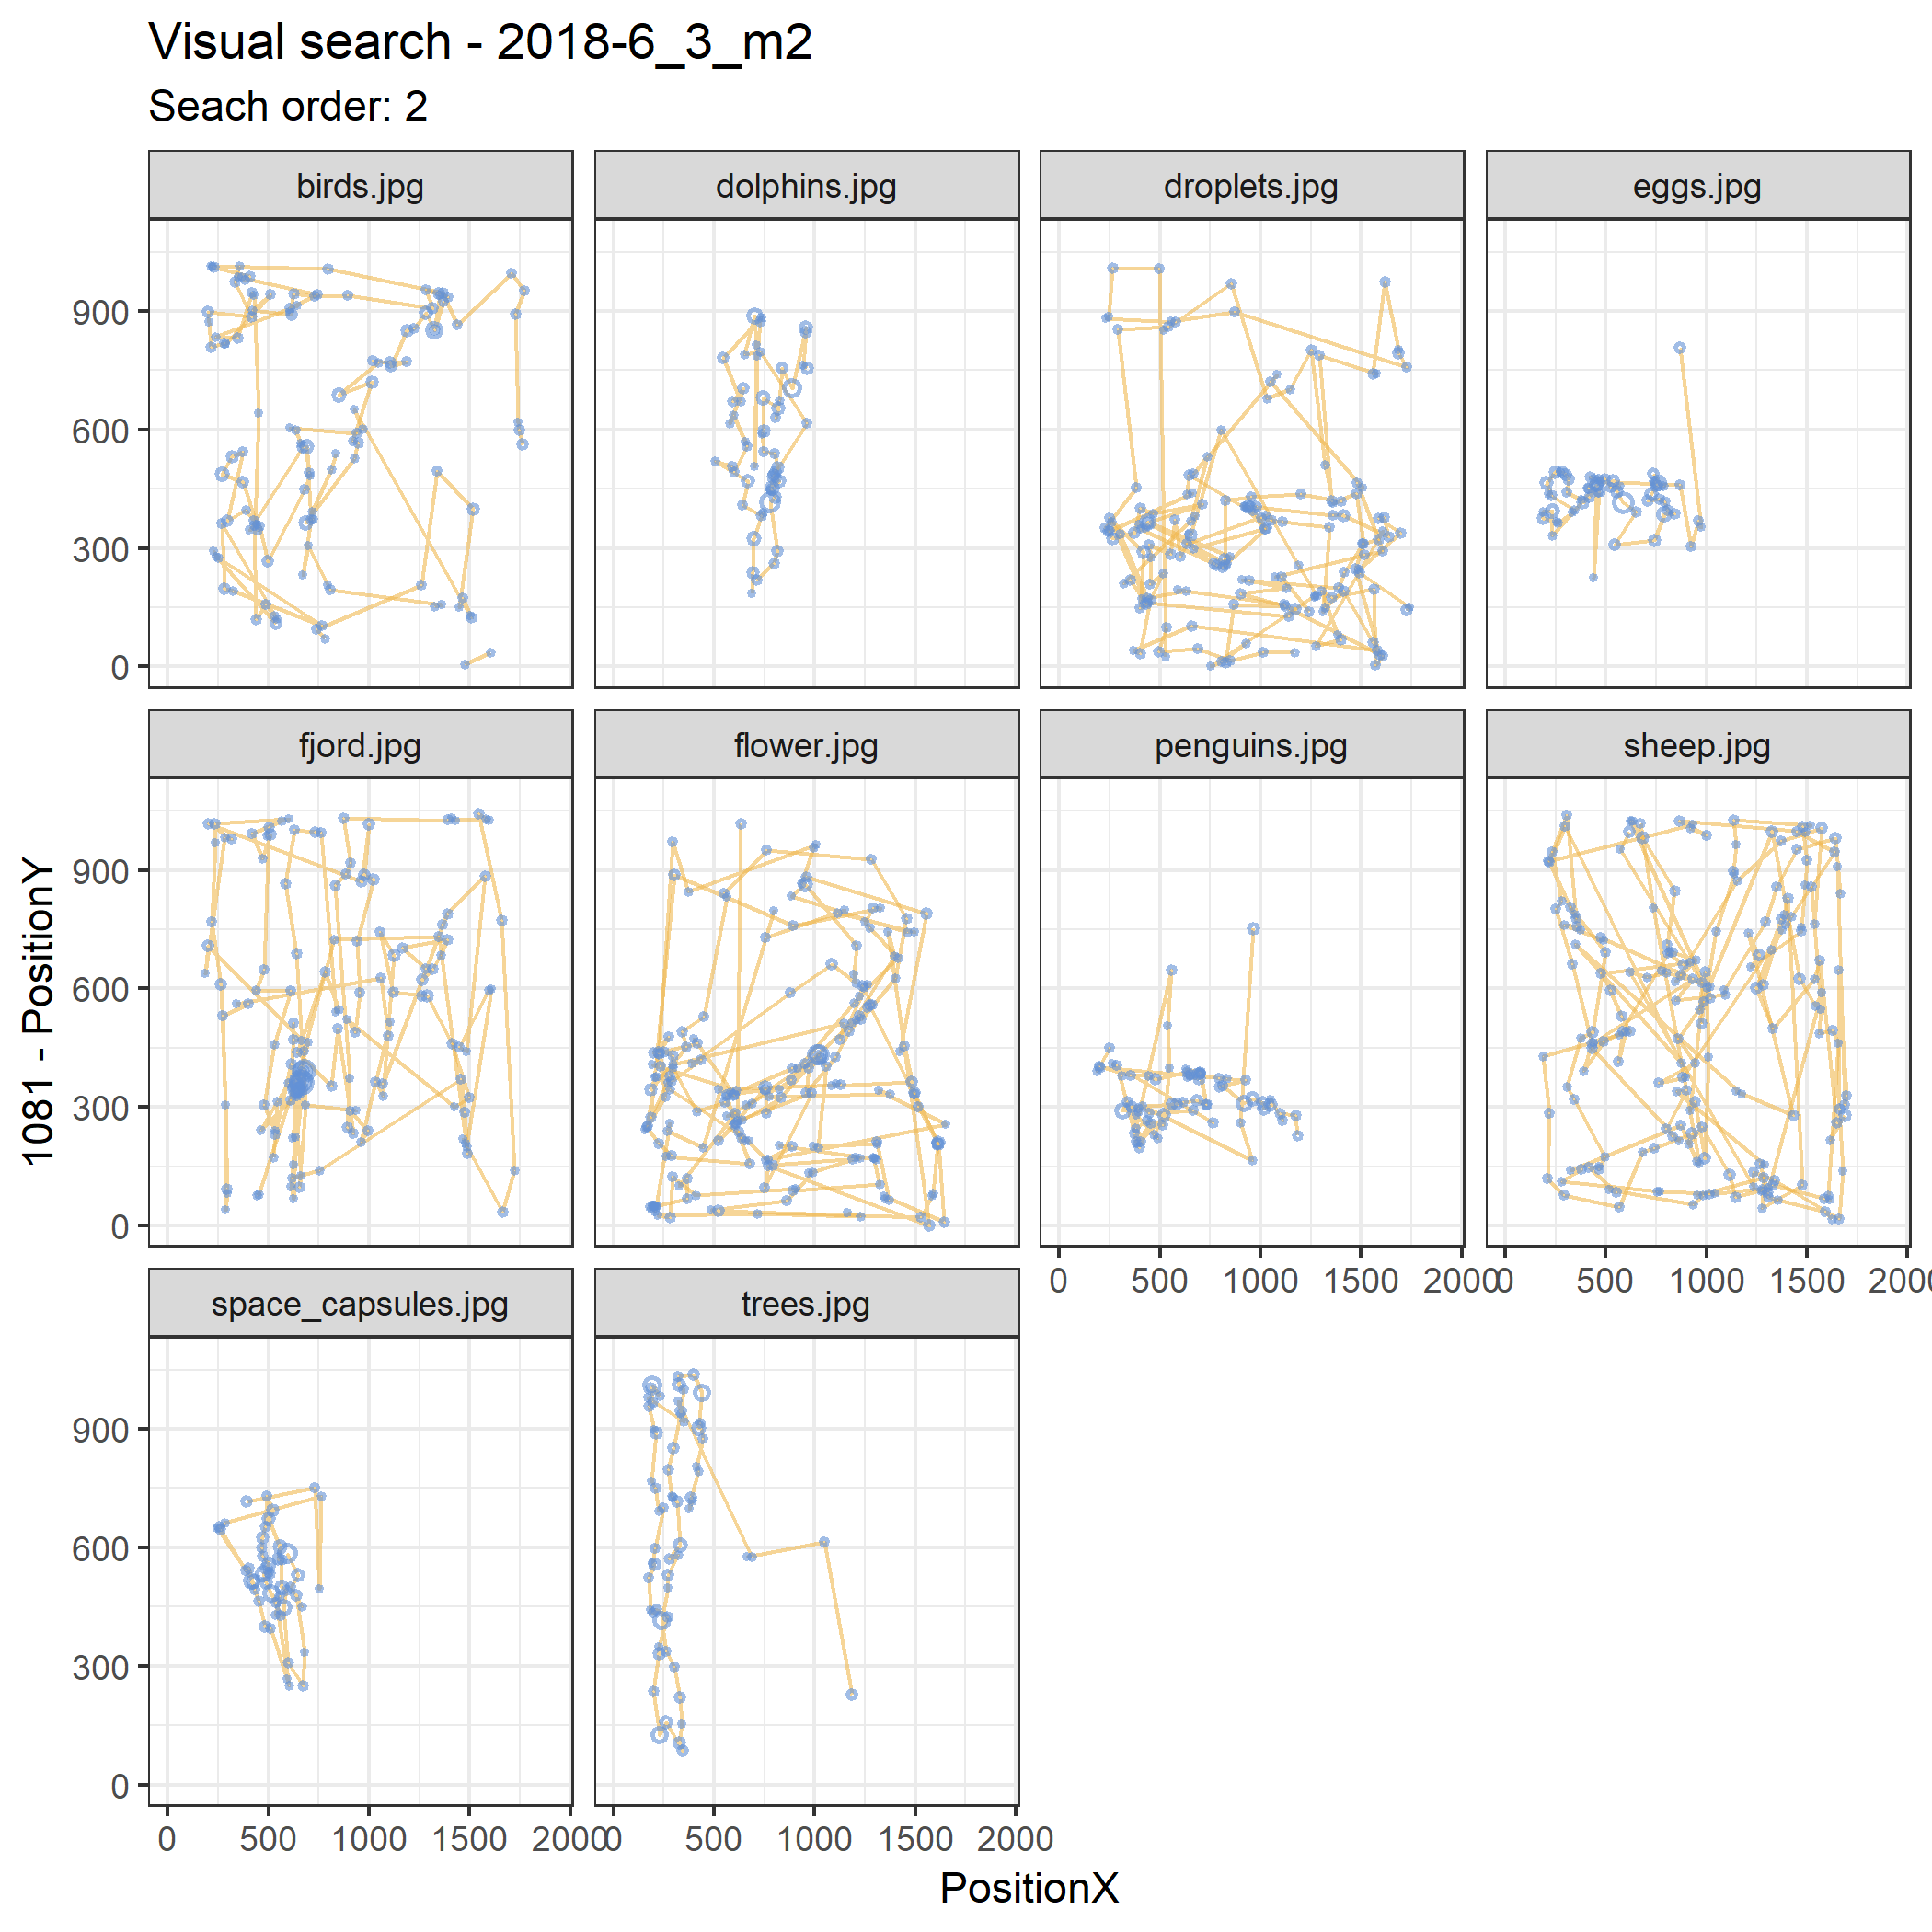 Visual search - 2018-6_3_m2
Seach order: 2
birds.jpg dolphins.jpg droplets.jpg eggs.jpg
900
600
300
0
fjord.jpg flower.jpg penguins.jpg sheep.jpg
900
600
300
0
0 500 1000 1500 2000 0 500 1000 1500 2000
space_capsules.jpg trees.jpg
900
600
300
0
0 500 1000 1500 2000 0 500 1000 1500 2000
PositionX
1081 - PositionY